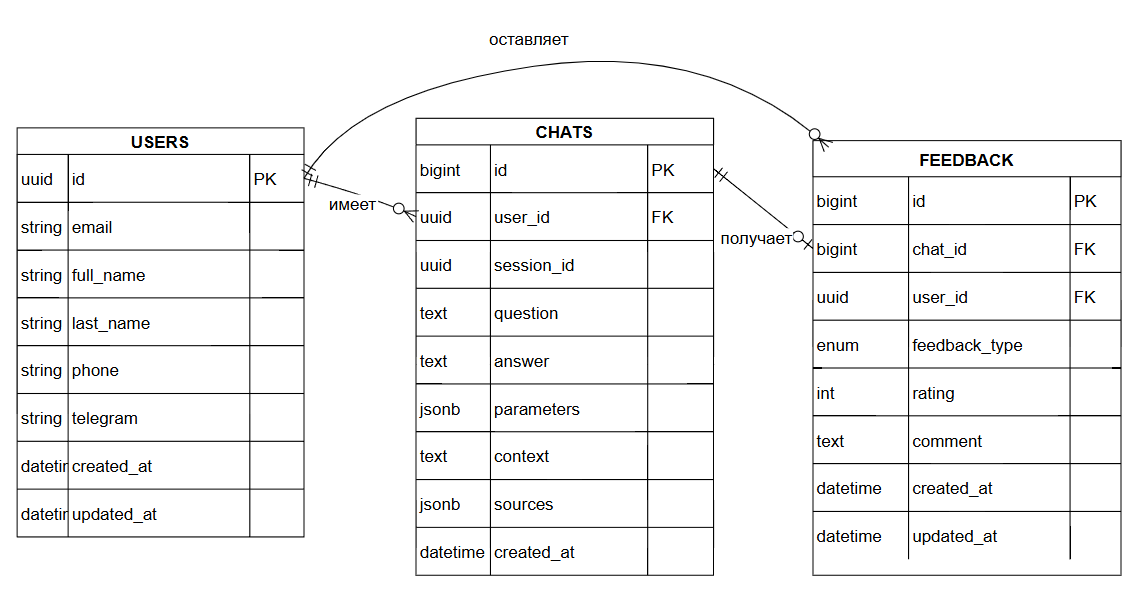 оставляет
USERS
uuid id PK
string email
string full_name
string last_name
string phone
string telegram
datetir created_at
datetir updated_at
имеет
CHATS
bigint id PK
uuid user_id FK
uuid session_id
text question
text answer
jsonb parameters
text context
jsonb sources
datetime created_at
получает
FEEDBACK
bigint id PK
bigint chat_id FK
uuid user_id FK
enum feedback_type
int rating
text comment
datetime created_at
datetime updated_at